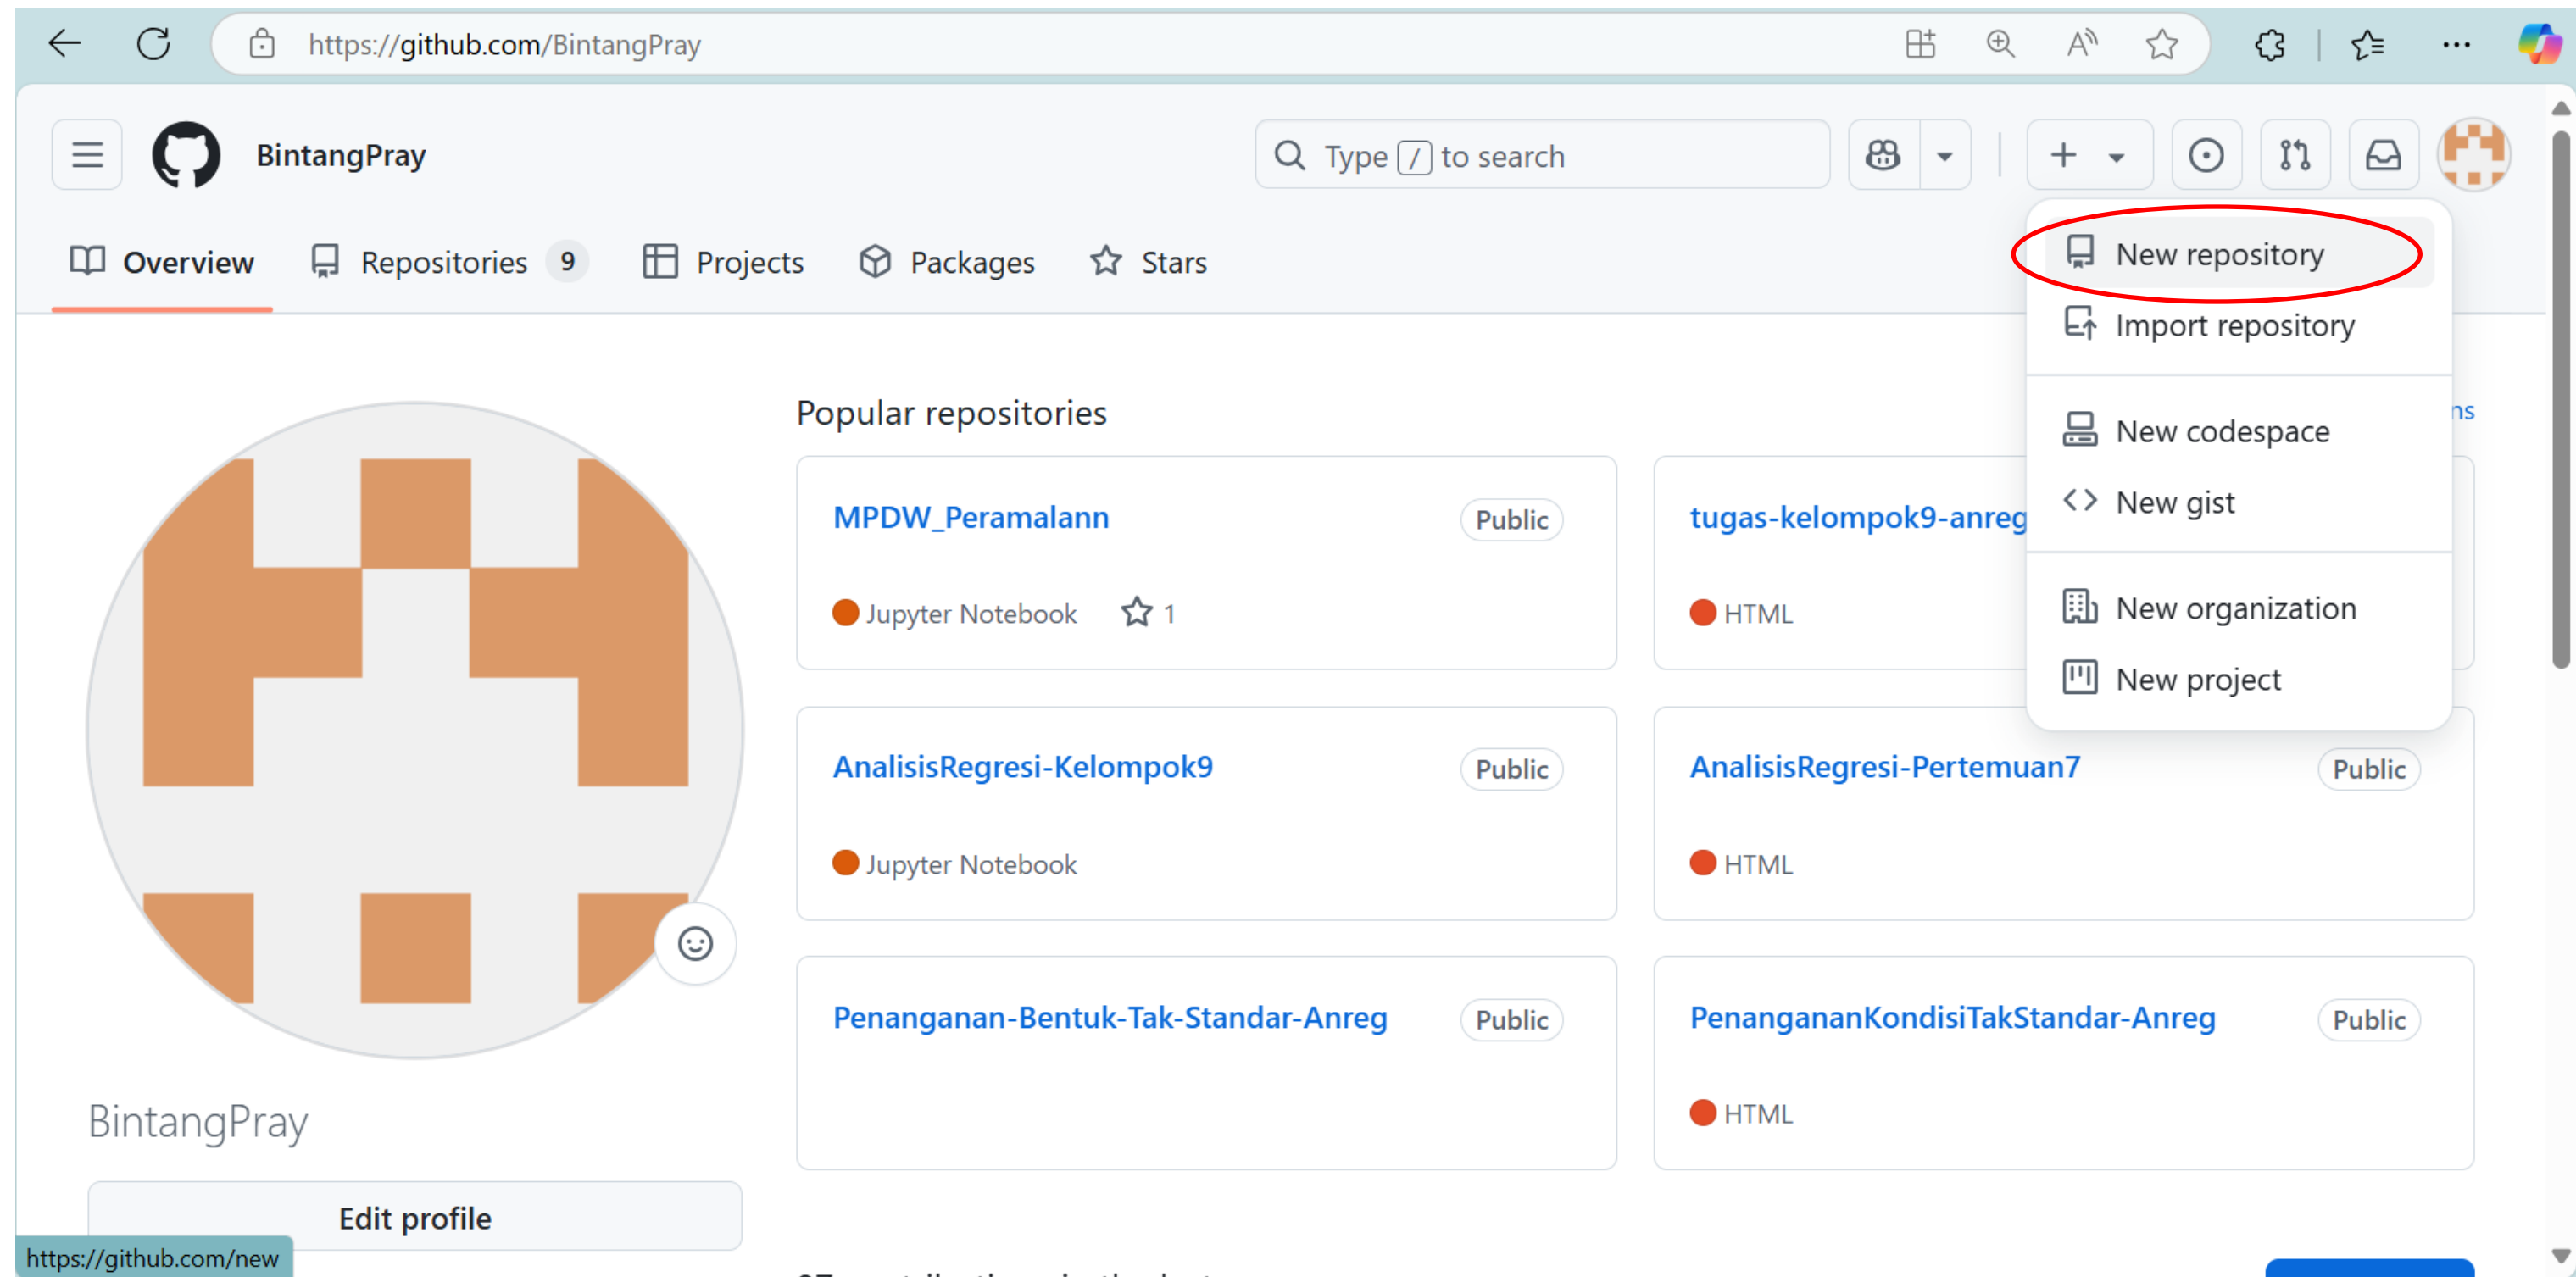 https://github.com/BintangPray
BintangPray
Type / to search
Overview
Repositories 9
Projects
Packages
Stars
New repository
Import repository
New codespace
New gist
New organization
New project
Popular repositories
ns
MPDW_Peramalann
Public
Jupyter Notebook
1
tugas-kelompok9-anreg
HTML
AnalisisRegresi-Kelompok9
Public
Jupyter Notebook
AnalisisRegresi-Pertemuan7
Public
HTML
Penanganan-Bentuk-Tak-Standar-Anreg
Public
PenangananKondisiTakStandar-Anreg
Public
HTML
BintangPray
Edit profile
https://github.com/new